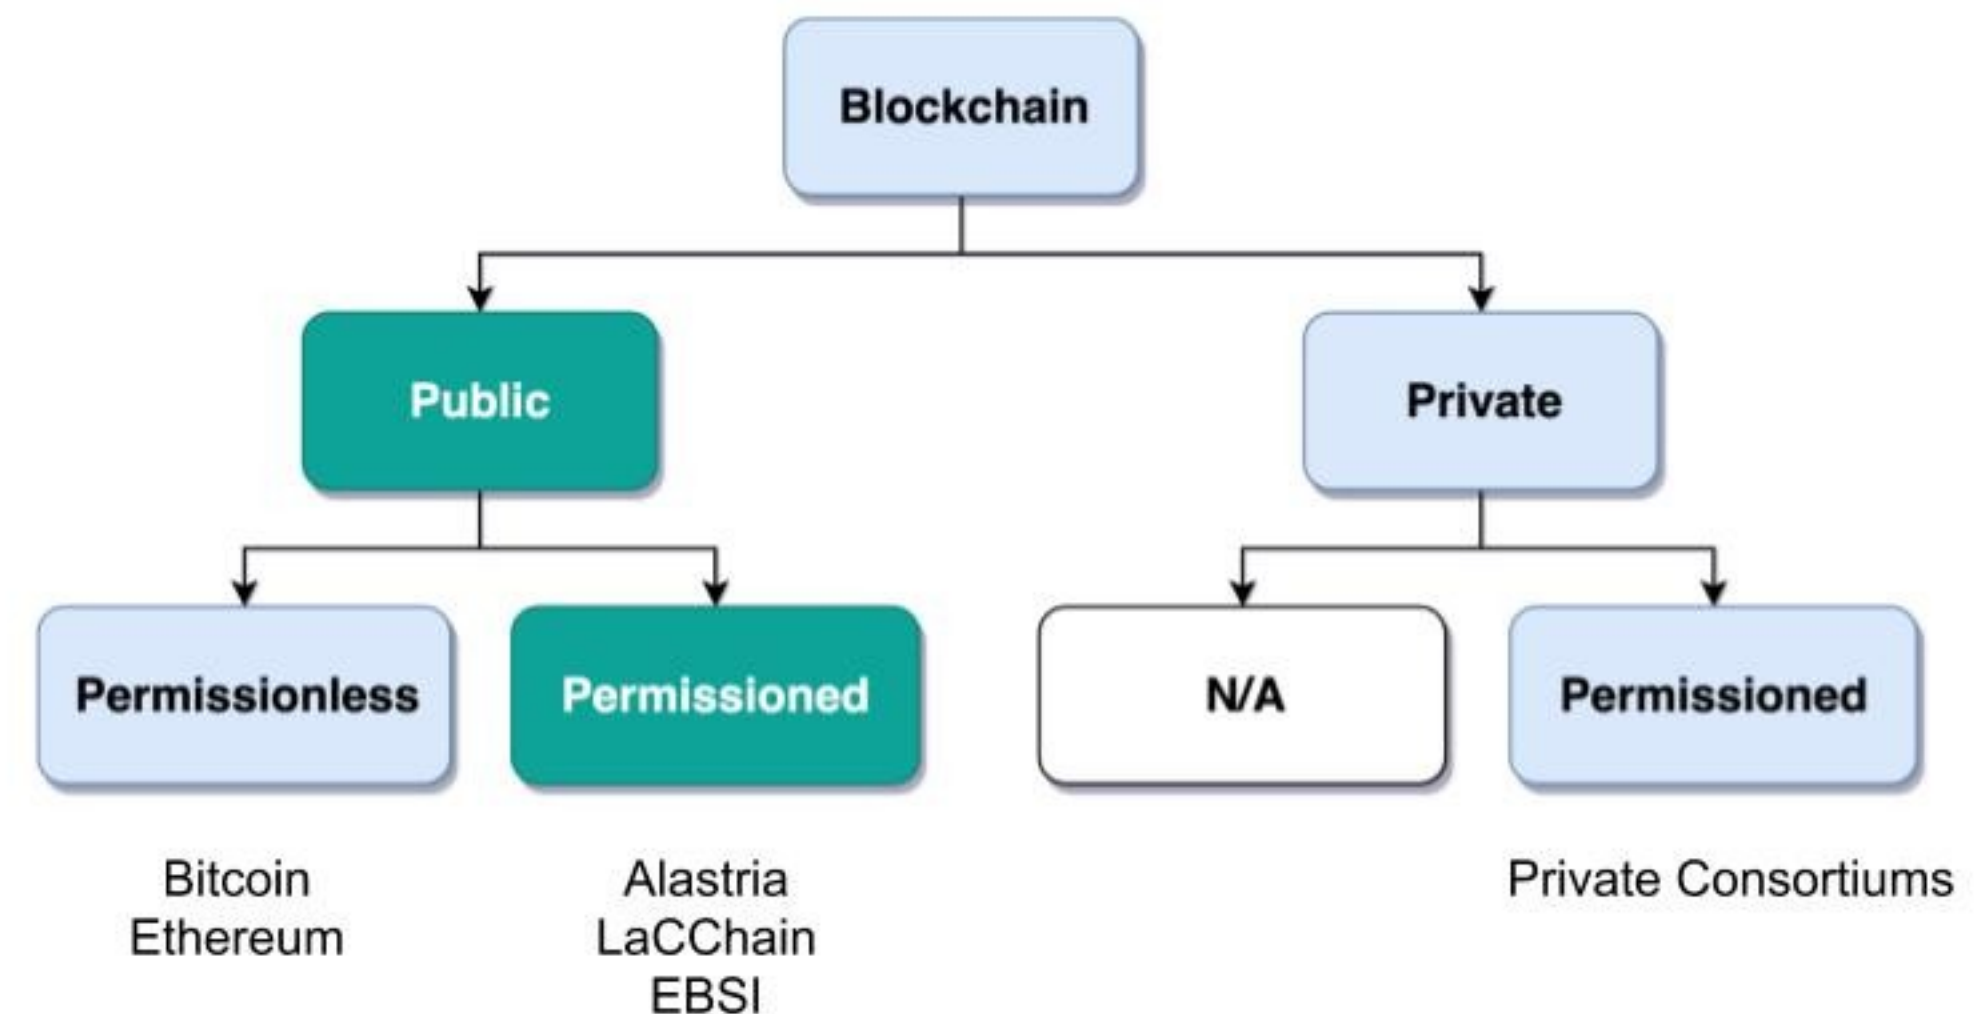 Blockchain
Public
Private
Permissionless
Permissioned
N/A
Permissioned
Bitcoin
Ethereum
Alastria
LaCChain
EBSI
Private Consortiums